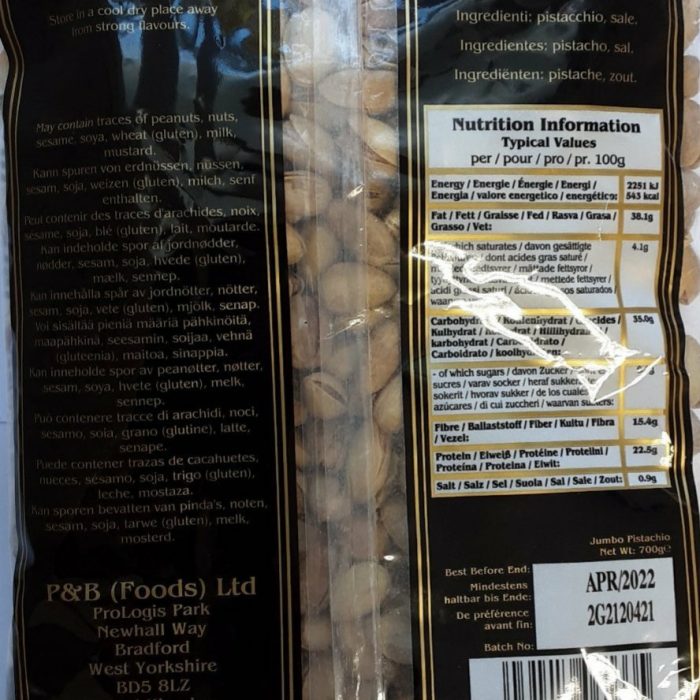 Store in a cool dry place away
from strong flavours.
May contain traces of peanuts, nuts,
sesame, soya, wheat (gluten), milk,
mustard.
Kann spuren von erdnüssen, nüssen,
sesam, soja, weizen (gluten), milch, senf
enthalten.
Peut contenir des traces d'arachides, noix,
sésame, soja, blé (gluten), lait, moutarde.
Kan indeholde spor af jordnødder,
nødder, sesam, soja, hvede (gluten),
mælk, sennep.
Kan innehålla spår av jordnötter, nötter,
sesam, soja, vete (gluten), mjölk, senap.
Voi sisältää pieniä määriä pähkinöitä,
maapähkinä, seesamin, soijaa, vehnä
(gluteenia), maitoa, sinappia.
Kan inneholde spor av peanøtter, nøtter,
sesam, soya, hvete (gluten), melk,
sennep.
Può contenere tracce di arachidi, noci,
sesamo, soia, grano (glutine), latte,
senape.
Puede contener trazas de cacahuetes,
nueces, sésamo, soja, trigo (gluten),
leche, mostaza.
Kan sporen bevatten van pinda's, noten,
sesam, soja, tarwe (gluten), melk,
mosterd.
P&B (Foods) Ltd
ProLogis Park
Newhall Way
Bradford
West Yorkshire
BD5 8LZ
Ingredienti: pistacchio, sale.
Ingredientes: pistacho, sal.
Ingrediënten: pistache, zout.
Nutrition Information
Typical Values
per / pour / pro / pr. 100g
Energy / Energie / Énergie / Energi / 2251 kJ
Energia / valore energetico / energético: 543 kcal
Fat / Fett / Graisse / Fed / Rasva / Grasa / 38.1g
Grasso / Vet:
which saturates / davon gesättigte 4.1g
/ dont acides gras saturé /
/ mättade fettsyror /
/ mettede fettsyrer /
saturados /
Carbohydr / Koolenhydrat / 35.0g
Kulhydrat / / Hiilihydra
karbohydrat /
Carboidrato /
- of which sugars / davon Zucker /
sucres / varav socker / heraf sukker
sokerit / hvorav sukker / de los cuales
azúcares / di cui zuccheri / waarvan
Fibre / Ballaststoff / Fiber / Kuitu / Fibra 15.4g
/ Vezel:
Protein / Eiweiß / Protéine / Proteiini / 22.5g
Proteína / Proteina / Eiwit:
Salt / Salz / Sel / Suola / Sal / Sale / Zout: 0.9g
Jumbo Pistachio
Net Wt: 700g℮
Best Before End: APR/2022
Mindestens
haltbar bis Ende:
De préférence 2G2120421
avant fin:
Batch No: